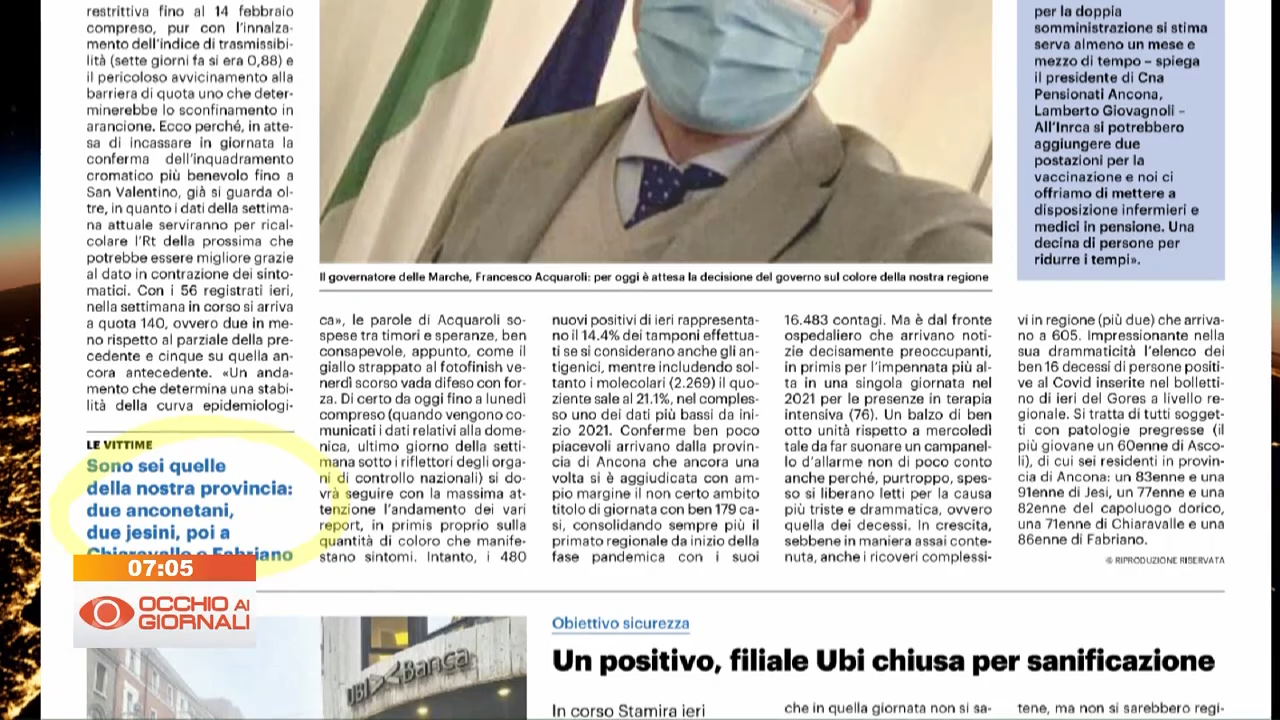 restrittiva fino al 14 febbraio
compreso, pur con l'innalza-
mento dell'indice di trasmissibi-
lità (sette giorni fa si era 0,88) e
il pericoloso avvicinamento alla
barriera di quota uno che deter-
minerebbe lo sconfinamento in
arancione. Ecco perché, in atte-
sa di incassare in giornata la
conferma dell'inquadramento
cromatico più benevolo fino a
San Valentino, già si guarda ol-
tre, in quanto i dati della settima-
na attuale serviranno per rical-
colare l'Rt della prossima che
potrebbe essere migliore grazie
al dato in contrazione dei sinto-
matici. Con i 56 registrati ieri,
nella settimana in corso si arriva
a quota 140, ovvero due in me-
no rispetto al parziale della pre-
cedente e cinque su quella an-
cora antecedente. «Un anda-
mento che determina una stabi-
lità della curva epidemiologi-
LE VITTIME
Sono sei quelle
della nostra provincia:
due anconetani,
due jesini, poi a
Chiaravalle e Fabriano
Il governatore delle Marche, Francesco Acquaroli: per oggi è attesa la decisione del governo sul colore della nostra regione
ca», le parole di Acquaroli so-
spese tra timori e speranze, ben
consapevole, appunto, come il
giallo strappato al fotofinish ve-
nerdì scorso vada difeso con for-
za. Di certo da oggi fino a lunedì
compreso (quando vengono co-
municati i dati relativi alla dome-
nica, ultimo giorno della setti-
mana sotto i riflettori degli orga-
ni di controllo nazionali) si do-
vrà seguire con la massima at-
tenzione l'andamento dei vari
report, in primis proprio sulla
quantità di coloro che manife-
stano sintomi. Intanto, i 480
nuovi positivi di ieri rappresenta-
no il 14.4% dei tamponi effettua-
ti se si considerano anche gli an-
tigenici, mentre includendo sol-
tanto i molecolari (2.269) il quo-
ziente sale al 21.1%, nel comples-
so uno dei dati più bassi da ini-
zio 2021. Conferme ben poco
piacevoli arrivano dalla provin-
cia di Ancona che ancora una
volta si è aggiudicata con am-
pio margine il non certo ambito
titolo di giornata con ben 179 ca-
si, consolidando sempre più il
primato regionale da inizio della
fase pandemica con i suoi
16.483 contagi. Ma è dal fronte
ospedaliero che arrivano noti-
zie decisamente preoccupanti,
in primis per l'impennata più al-
ta in una singola giornata nel
2021 per le presenze in terapia
intensiva (76). Un balzo di ben
otto unità rispetto a mercoledì
tale da far suonare un campanel-
lo d'allarme non di poco conto
anche perché, purtroppo, spes-
so si liberano letti per la causa
più triste e drammatica, ovvero
quella dei decessi. In crescita,
sebbene in maniera assai conte-
nuta, anche i ricoveri complessi-
per la doppia
somministrazione si stima
serva almeno un mese e
mezzo di tempo – spiega
il presidente di Cna
Pensionati Ancona,
Lamberto Giovagnoli –
All'Inrca si potrebbero
aggiungere due
postazioni per la
vaccinazione e noi ci
offriamo di mettere a
disposizione infermieri e
medici in pensione. Una
decina di persone per
ridurre i tempi».
vi in regione (più due) che arriva-
no a 605. Impressionante nella
sua drammaticità l'elenco dei
ben 16 decessi di persone positi-
ve al Covid inserite nel bolletti-
no di ieri del Gores a livello re-
gionale. Si tratta di tutti sogget-
ti con patologie pregresse (il
più giovane un 60enne di Asco-
li), di cui sei residenti in provin-
cia di Ancona: un 83enne e una
91enne di Jesi, un 77enne e una
82enne del capoluogo dorico,
una 71enne di Chiaravalle e una
86enne di Fabriano.
© RIPRODUZIONE RISERVATA
07:05
OCCHIO AI
GIORNALI
UBI Banca
Obiettivo sicurezza
Un positivo, filiale Ubi chiusa per sanificazione
In corso Stamira ieri
che in quella giornata non si sa-
tene, ma non si sarebbero regi-